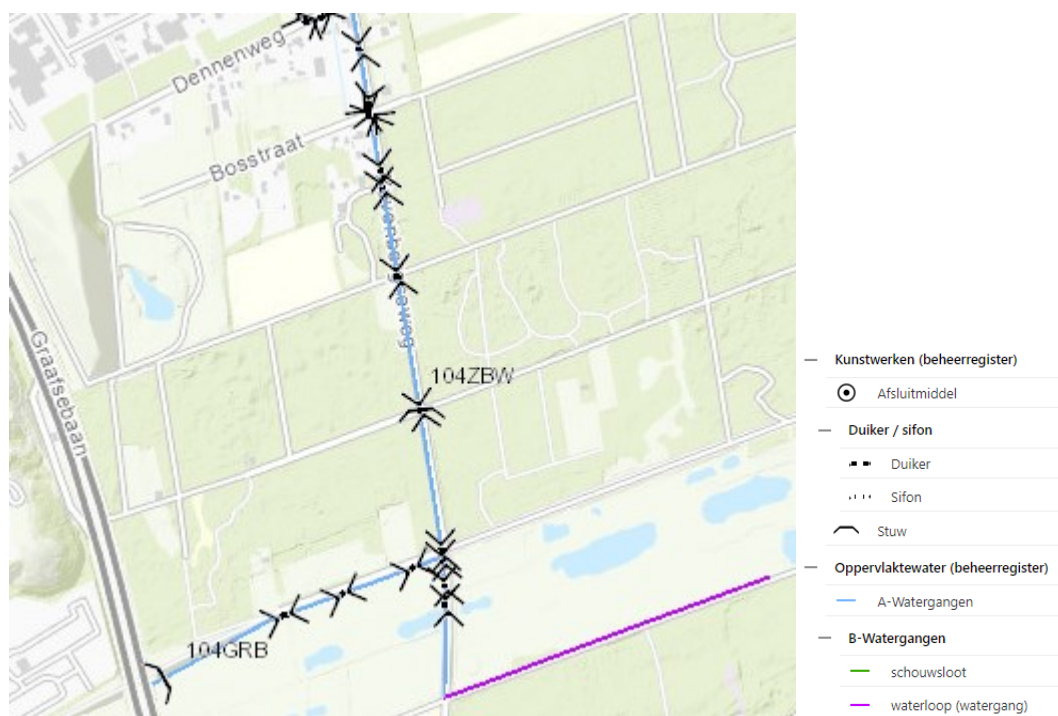 Dennenweg
Bosstraat
Graafsebaan
104ZBW
104GRB
Kunstwerken (beheerregister)
Afsluitmiddel
Duiker / sifon
Duiker
Sifon
Stuw
Oppervlaktewater (beheerregister)
A-Watergangen
B-Watergangen
schouwsloot
waterloop (watergang)